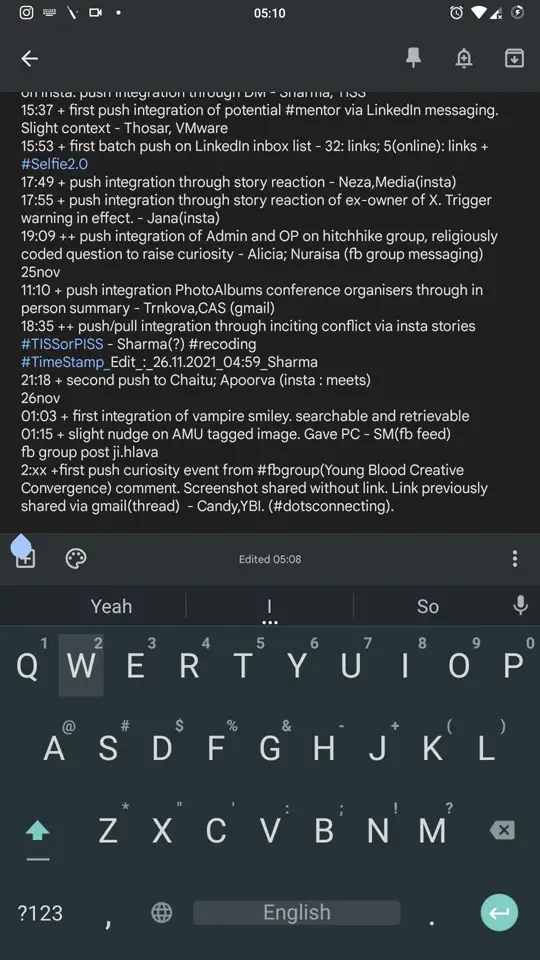 05:10
on insta. push integration through DM - Sharma, TISS
15:37 + first push integration of potential #mentor via LinkedIn messaging.
Slight context - Thosar, VMware
15:53 + first batch push on LinkedIn inbox list - 32: links; 5(online): links +
#Selfie2.0
17:49 + push integration through story reaction - Neza,Media(insta)
17:55 + push integration through story reaction of ex-owner of X. Trigger
warning in effect. - Jana(insta)
19:09 ++ push integration of Admin and OP on hitchhike group, religiously
coded question to raise curiosity - Alicia; Nuraisa (fb group messaging)
25nov
11:10 + push integration PhotoAlbums conference organisers through in
person summary - Trnkova,CAS (gmail)
18:35 ++ push/pull integration through inciting conflict via insta stories
#TISSorPISS - Sharma(?) #recoding
#TimeStamp_Edit_:_26.11.2021_04:59_Sharma
21:18 + second push to Chaitu; Apoorva (insta : meets)
26nov
01:03 + first integration of vampire smiley. searchable and retrievable
01:15 + slight nudge on AMU tagged image. Gave PC - SM(fb feed)
fb group post ji.hlava
2:xx +first push curiosity event from #fbgroup(Young Blood Creative
Convergence) comment. Screenshot shared without link. Link previously
shared via gmail(thread)  - Candy,YBI. (#dotsconnecting).
Edited 05:08
Yeah I So
1 2 3 4 5 6 7 8 9 0
Q W E R T Y U I O P
@ # $ % & - + ( )
A S D F G H J K L
* " ' : ; ! ?
Z X C V B N M
?123 , English .